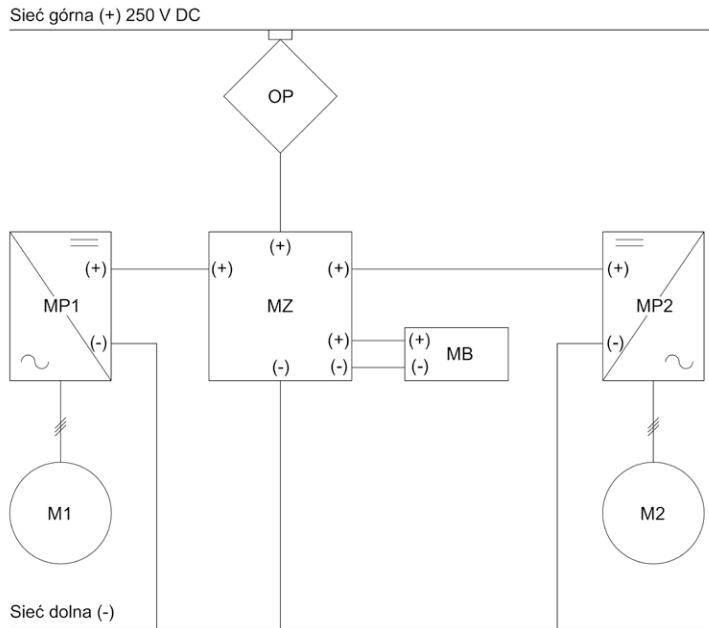 Sieć górna (+) 250 V DC
OP
(+)
(+) (+) (+) (+)
MP1 MZ MP2
(-) (+) (+) (-)
MB
(-) (-) (-)
M1 M2
Sieć dolna (-)